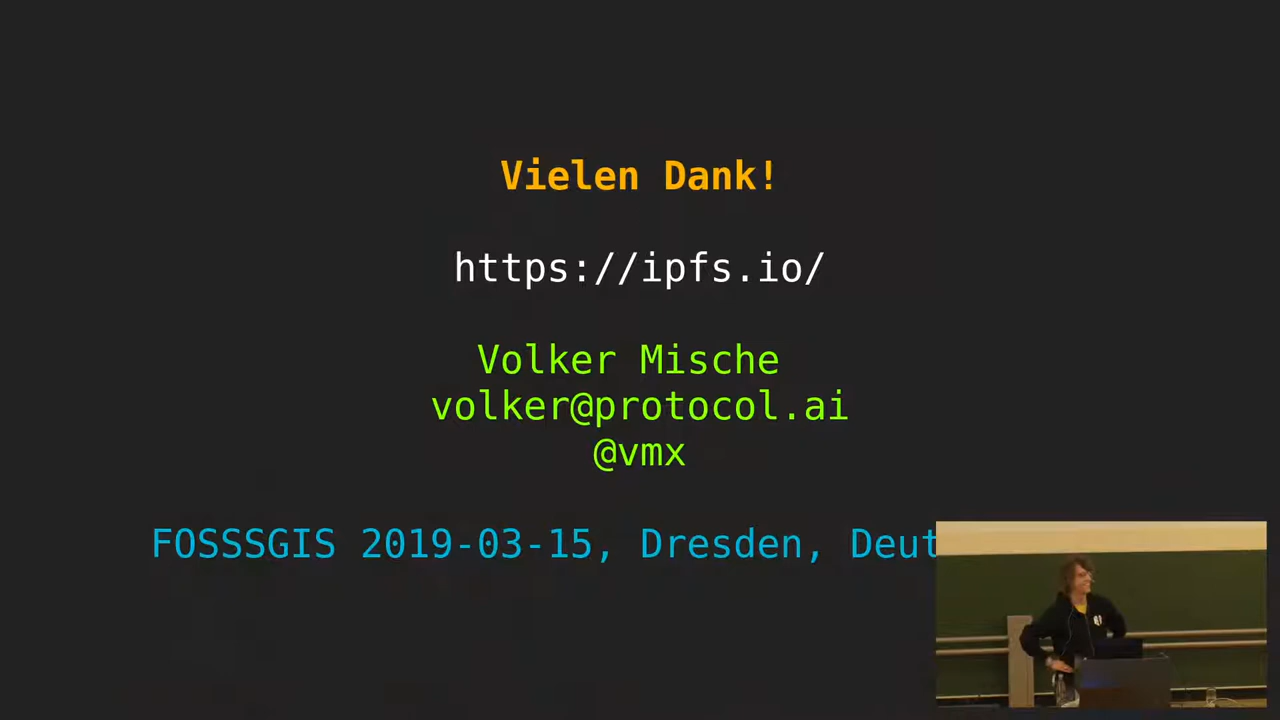 Vielen Dank!
https://ipfs.io/
Volker Mische
volker@protocol.ai
@vmx
FOSSSGIS 2019-03-15, Dresden, Deut